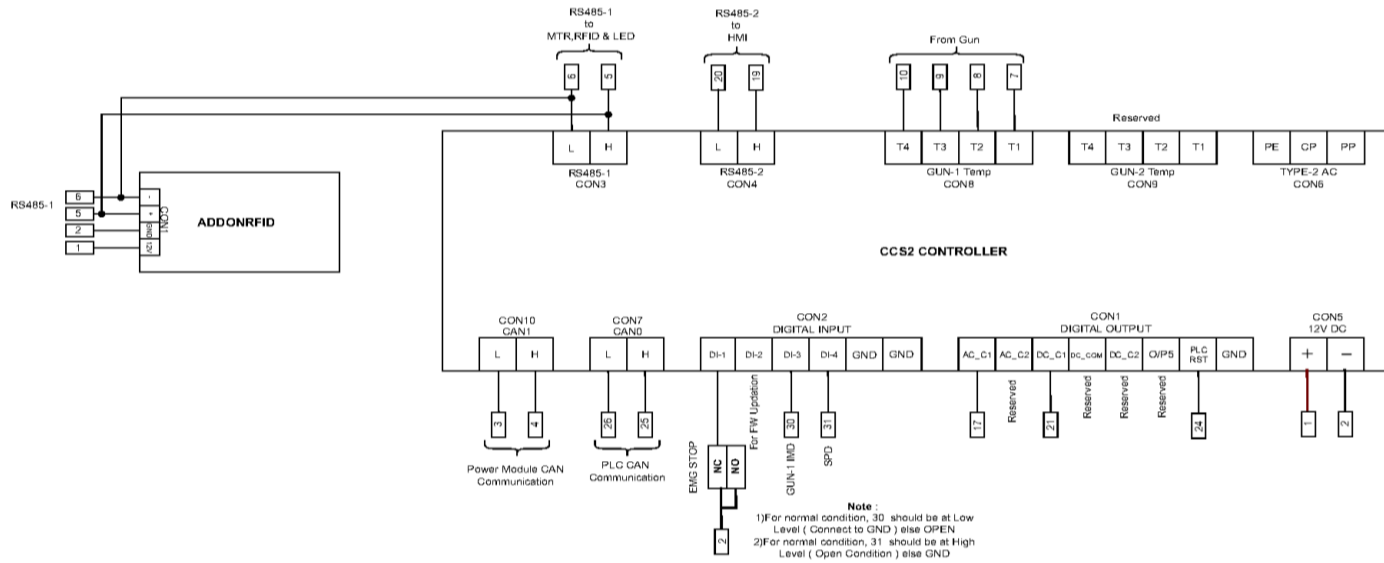 RS485-1
to
MTR,RFID & LED
RS485-2
to
HMI
From Gun
6 5 20 19 10 9 8 7
Reserved
L H L H T4 T3 T2 T1 T4 T3 T2 T1 PE CP PP
RS485-1
CON3
RS485-2
CON4
GUN-1 Temp
CON8
GUN-2 Temp
CON9
TYPE-2 AC
CON6
RS485-1
6
5
2
1
-
+
GND
12V
CON1
ADDONRFID
CCS2 CONTROLLER
CON10
CAN1
CON7
CAN0
CON2
DIGITAL INPUT
CON1
DIGITAL OUTPUT
CON5
12V DC
L H L H DI-1 DI-2 DI-3 DI-4 GND GND AC_C1 AC_C2 DC_C1 DC_COM DC_C2 O/P5 PLC RST GND + −
3 4 26 25
For FW Updation
30 31
17
Reserved
21
Reserved
Reserved
Reserved
24
1 2
Power Module CAN
Communication
PLC CAN
Communication
EMG STOP
NC NO
GUN-1 IMD
SPD
2
Note :
1)For normal condition, 30 should be at Low
Level ( Connect to GND ) else OPEN
2)For normal condition, 31 should be at High
Level ( Open Condition ) else GND